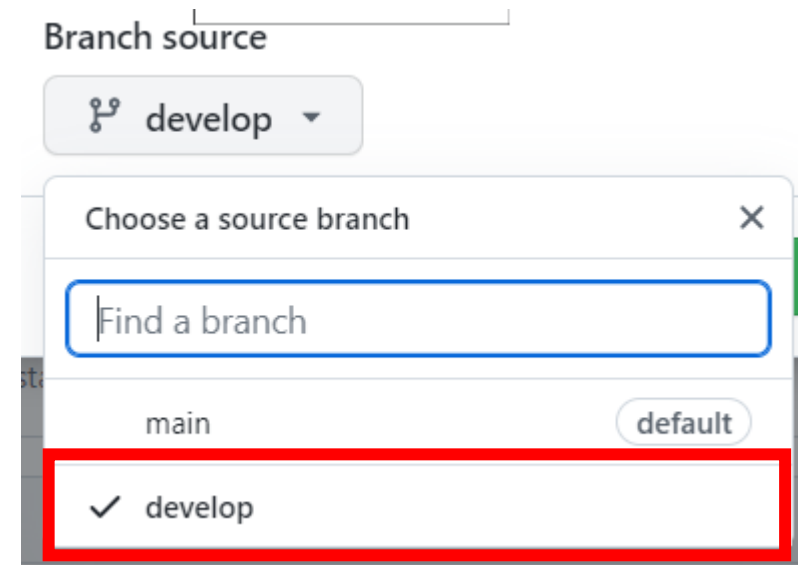 Branch source
develop
Choose a source branch
Find a branch
main default
develop